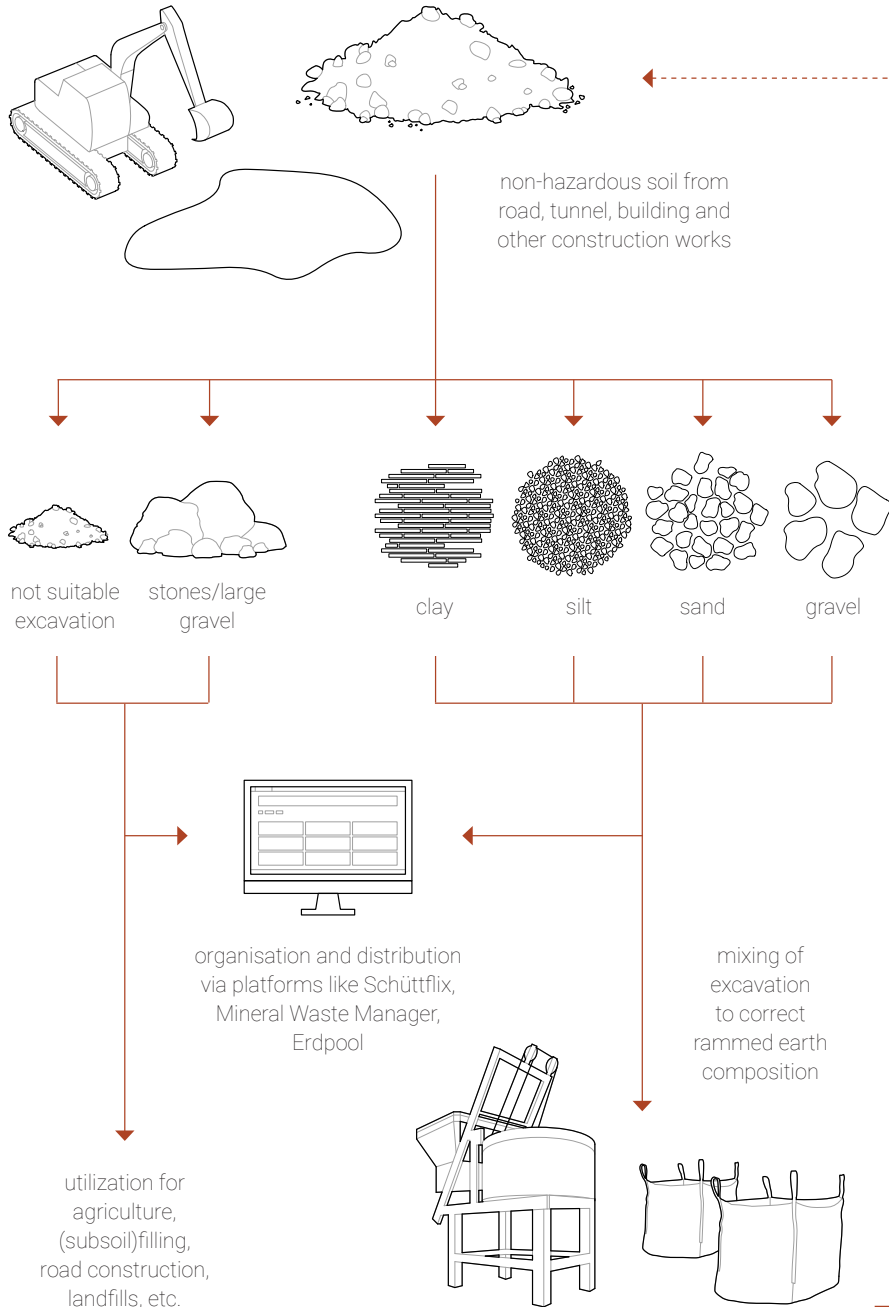 non-hazardous soil from
road, tunnel, building and
other construction works
not suitable
excavation
stones/large
gravel
clay
silt
sand
gravel
organisation and distribution
via platforms like Schüttflix,
Mineral Waste Manager,
Erdpool
mixing of
excavation
to correct
rammed earth
composition
utilization for
agriculture,
(subsoil)filling,
road construction,
landfills, etc.